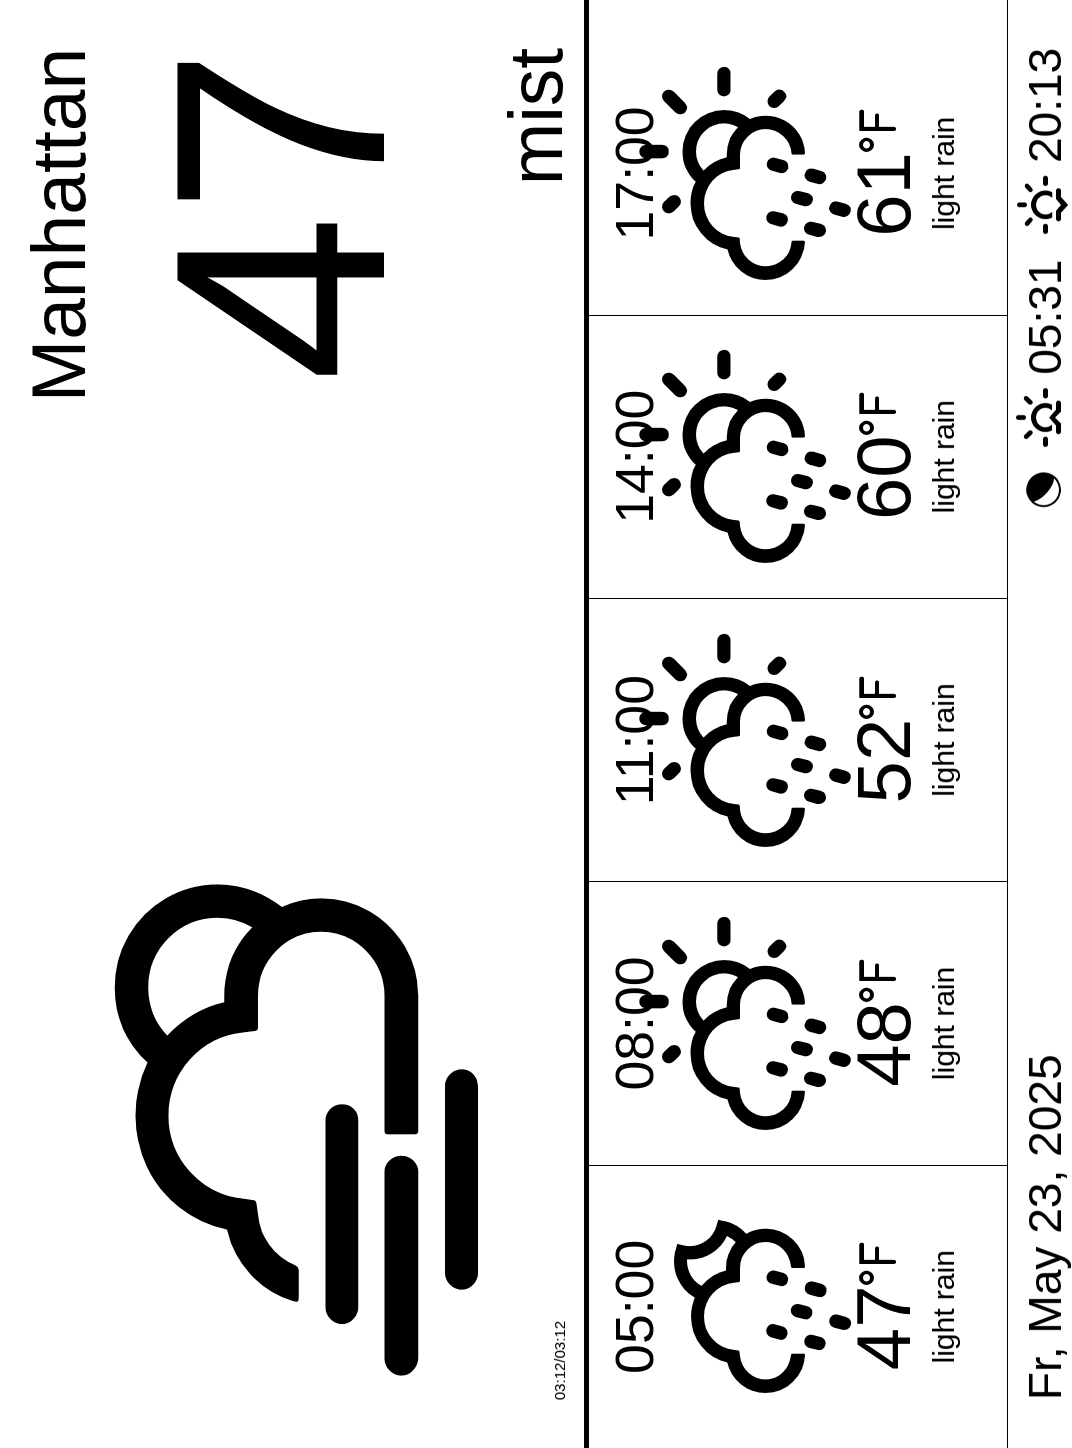 Manhattan
47
mist
03:12/03:12
05:00
08:00
11:00
14:00
17:00
47°F
48°F
52°F
60°F
61°F
light rain
light rain
light rain
light rain
light rain
Fr, May 23, 2025
05:31
20:13